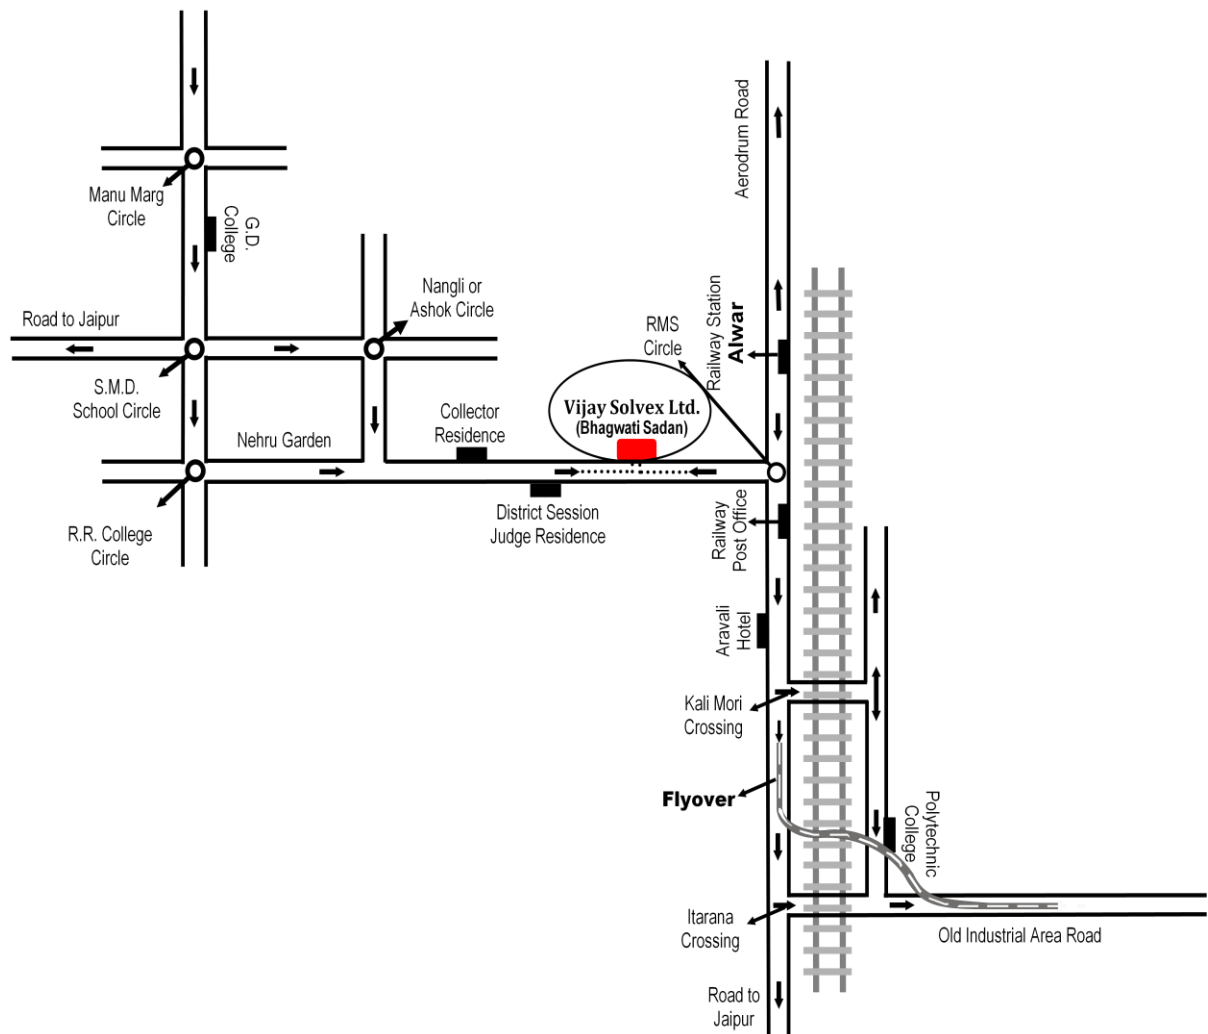 Aerodrum Road
Manu Marg
Circle
G.D.
College
Nangli or
Ashok Circle
Road to Jaipur
RMS
Circle
Railway Station
Alwar
S.M.D.
School Circle
Vijay Solvex Ltd.
(Bhagwati Sadan)
Collector
Residence
Nehru Garden
District Session
Judge Residence
R.R. College
Circle
Railway
Post Office
Aravali
Hotel
Kali Mori
Crossing
Flyover
Polytechnic
College
Itarana
Crossing
Old Industrial Area Road
Road to
Jaipur